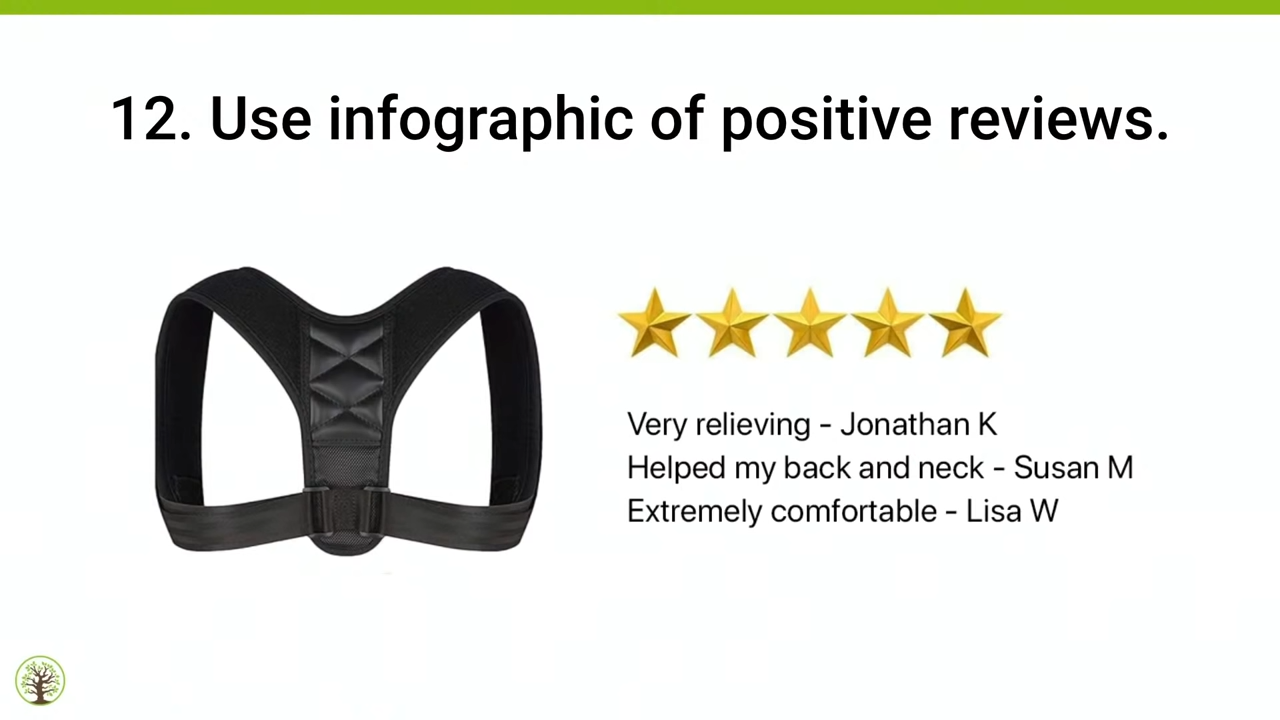 12. Use infographic of positive reviews.
Very relieving - Jonathan K
Helped my back and neck - Susan M
Extremely comfortable - Lisa W